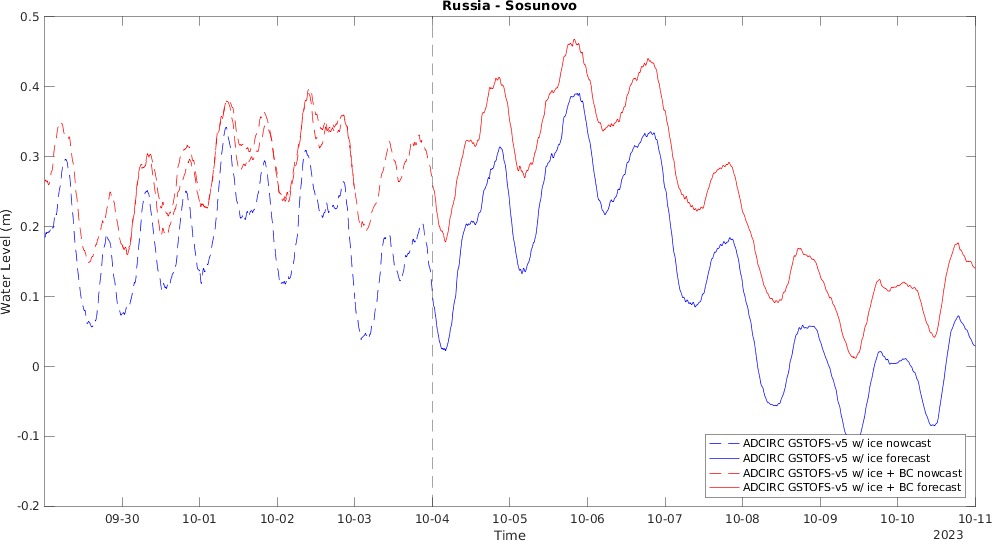 Russia - Sosunovo
0.5
0.4
0.3
0.2
0.1
0
-0.1
-0.2
Water Level (m)
ADCIRC GSTOFS-v5 w/ ice nowcast
ADCIRC GSTOFS-v5 w/ ice forecast
ADCIRC GSTOFS-v5 w/ ice + BC nowcast
ADCIRC GSTOFS-v5 w/ ice + BC forecast
09-30 10-01 10-02 10-03 10-04 10-05 10-06 10-07 10-08 10-09 10-10 10-11
Time
2023